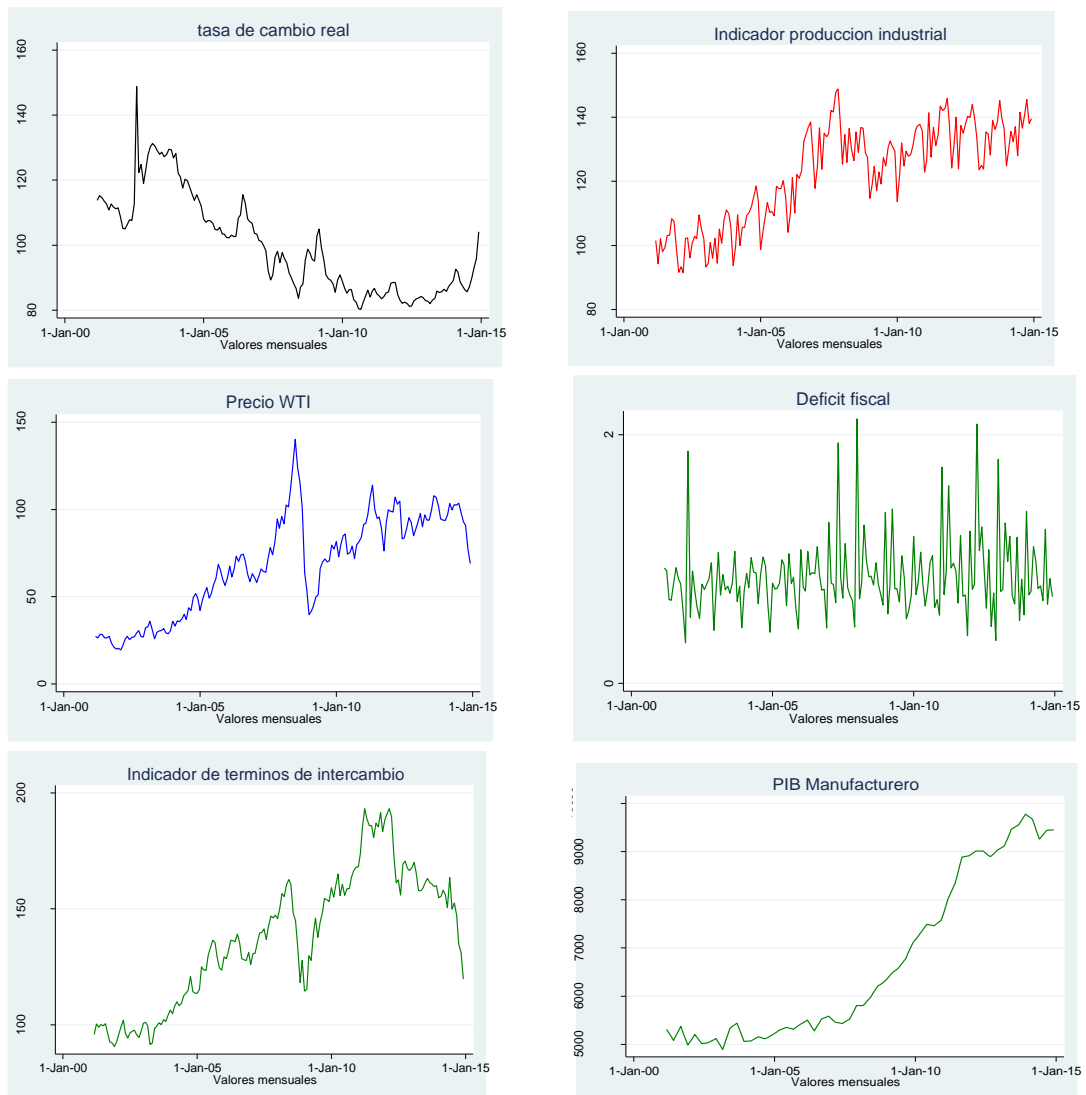 tasa de cambio real
160
140
120
100
80
1-Jan-00 1-Jan-05 1-Jan-10 1-Jan-15
Valores mensuales
Indicador produccion industrial
160
140
120
100
80
1-Jan-00 1-Jan-05 1-Jan-10 1-Jan-15
Valores mensuales
Precio WTI
150
100
50
0
1-Jan-00 1-Jan-05 1-Jan-10 1-Jan-15
Valores mensuales
Deficit fiscal
2
0
1-Jan-00 1-Jan-05 1-Jan-10 1-Jan-15
Valores mensuales
Indicador de terminos de intercambio
200
150
100
1-Jan-00 1-Jan-05 1-Jan-10 1-Jan-15
Valores mensuales
PIB Manufacturero
9000
8000
7000
6000
5000
1-Jan-00 1-Jan-05 1-Jan-10 1-Jan-15
Valores mensuales